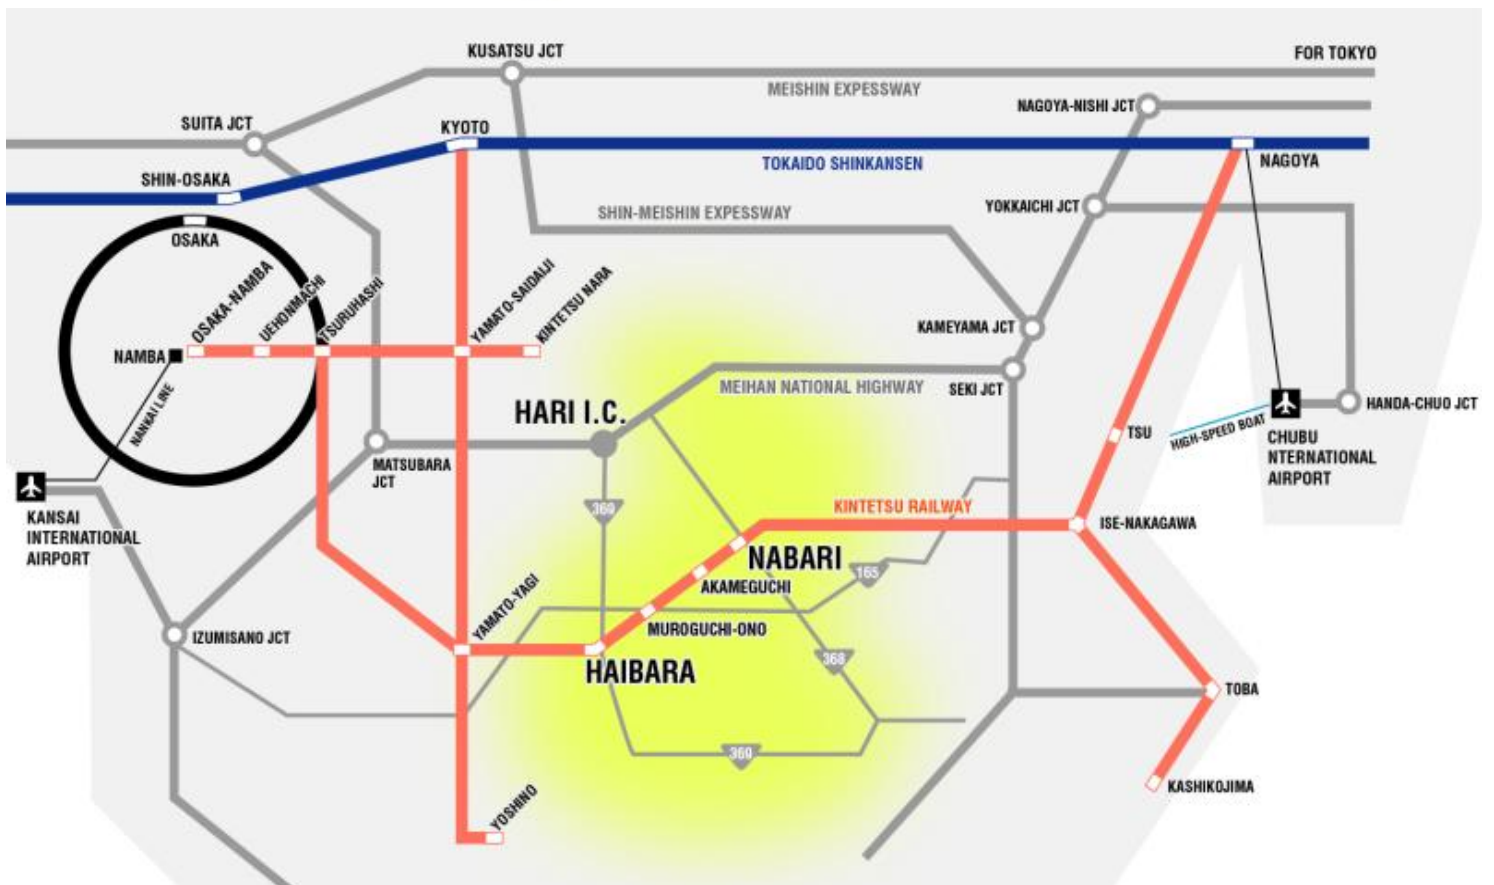 KUSATSU JCT
FOR TOKYO
MEISHIN EXPESSWAY
NAGOYA-NISHI JCT
SUITA JCT
KYOTO
TOKAIDO SHINKANSEN
NAGOYA
SHIN-OSAKA
SHIN-MEISHIN EXPESSWAY
YOKKAICHI JCT
OSAKA
OSAKA-NAMBA
UEHONMACHI
TSURUHASHI
YAMATO-SAIDAIJI
KINTETSU NARA
KAMEYAMA JCT
NAMBA
NANKAI LINE
MEIHAN NATIONAL HIGHWAY
SEKI JCT
HARI I.C.
HANDA-CHUO JCT
TSU
HIGH-SPEED BOAT
CHUBU
NTERNATIONAL
AIRPORT
MATSUBARA
JCT
KANSAI
INTERNATIONAL
AIRPORT
369
KINTETSU RAILWAY
ISE-NAKAGAWA
NABARI
165
AKAMEGUCHI
YAMATO-YAGI
MUROGUCHI-ONO
IZUMISANO JCT
368
HAIBARA
TOBA
369
KASHIKOJIMA
YOSHINO